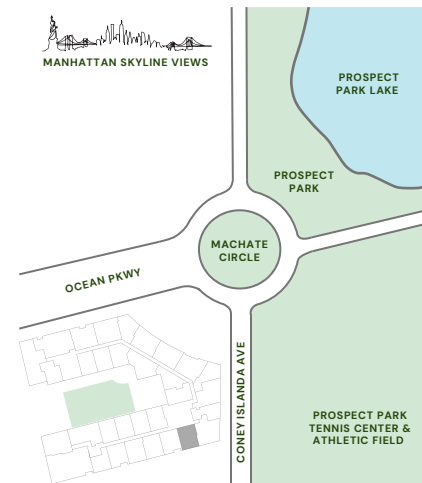 MANHATTAN SKYLINE VIEWS
PROSPECT
PARK LAKE
PROSPECT
PARK
MACHATE
CIRCLE
OCEAN PKWY
CONEY ISLANDA AVE
PROSPECT PARK
TENNIS CENTER &
ATHLETIC FIELD